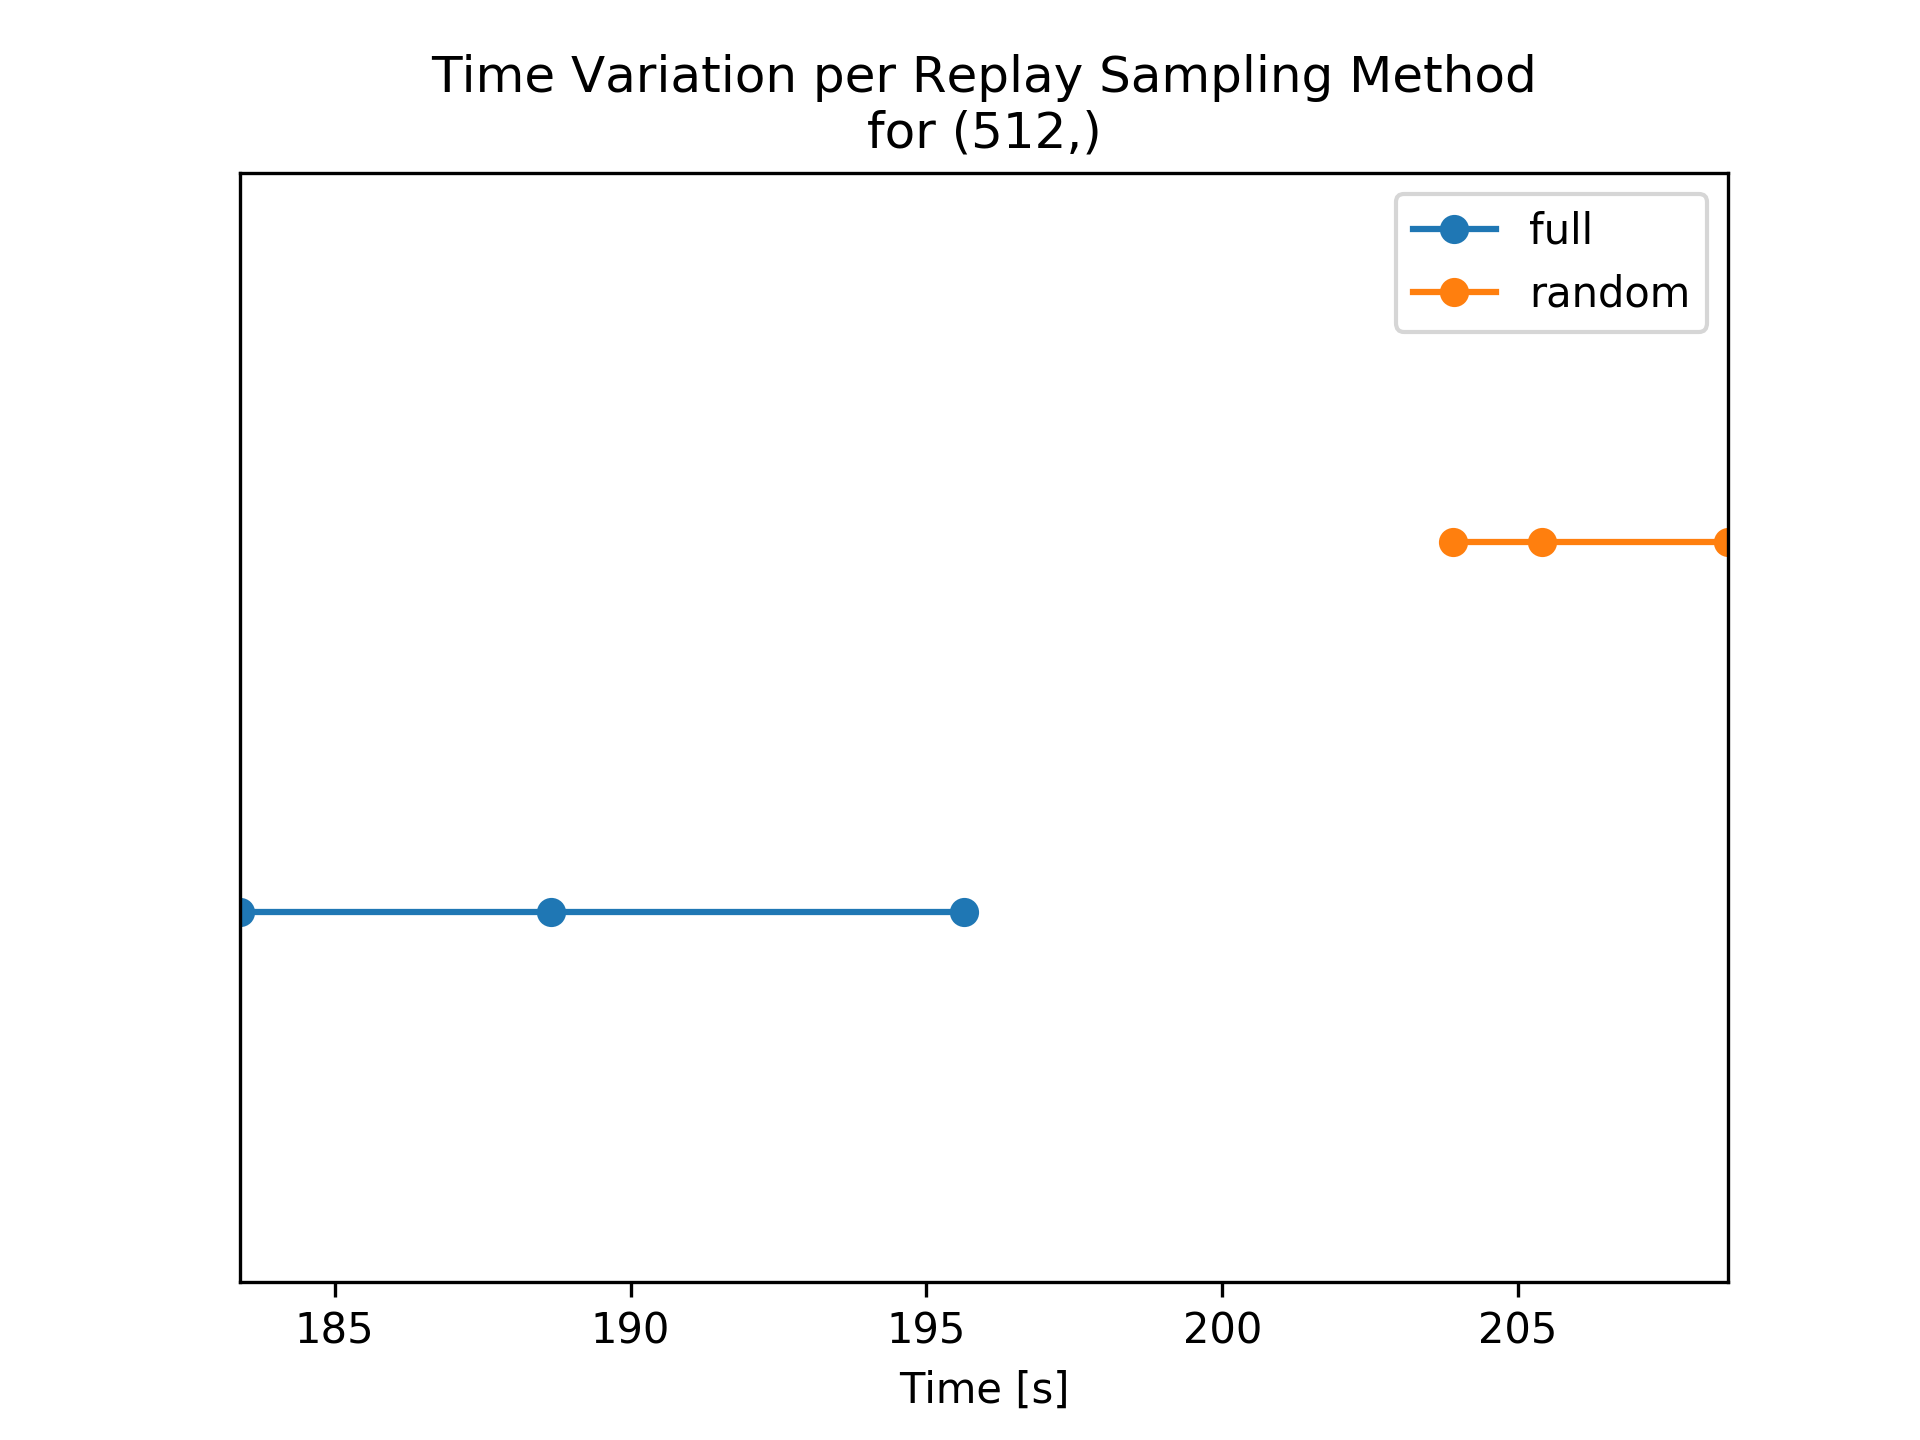 Time Variation per Replay Sampling Method
for (512,)
full
random
185 190 195 200 205
Time [s]